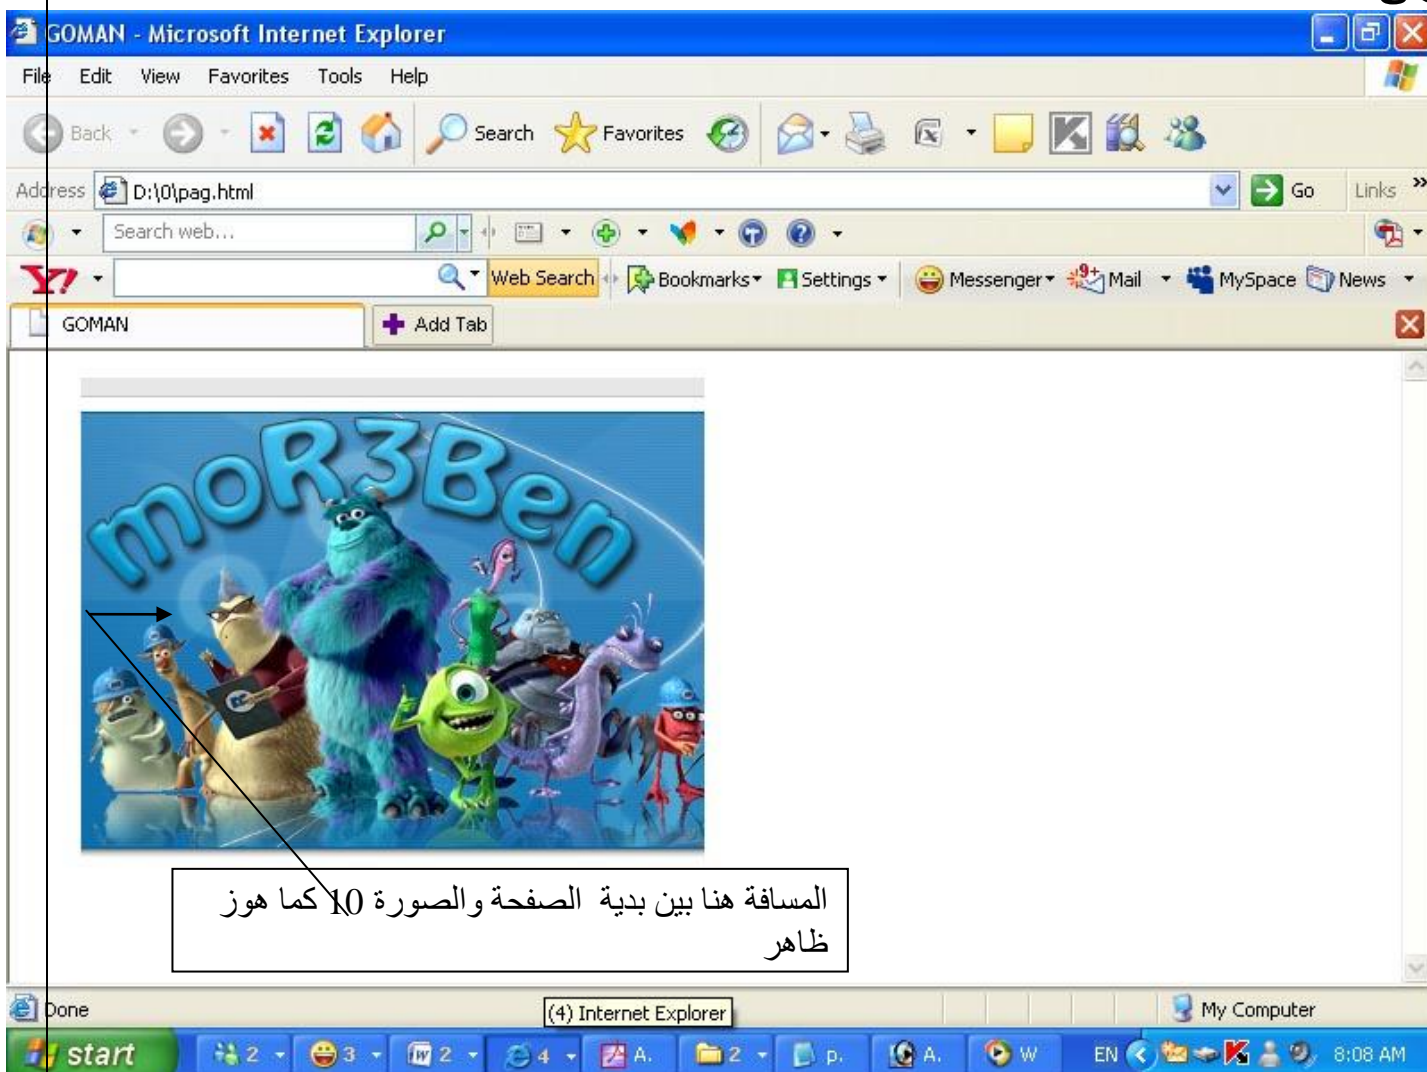 GOMAN - Microsoft Internet Explorer
File Edit View Favorites Tools Help
Back Search Favorites
Address D:\0\pag.html Go Links »
Search web...
Y! Web Search Bookmarks Settings Messenger 9+ Mail MySpace News
GOMAN Add Tab
moR3Ben
المسافة هنا بين بدية الصفحة والصورة 10 كما هوز
ظاهر
Done (4) Internet Explorer My Computer
start 2 3 2 4 A. 2 p. A. W EN 8:08 AM